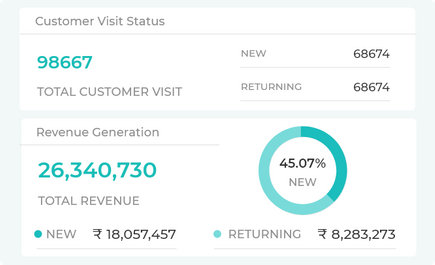 Customer Visit Status
98667
TOTAL CUSTOMER VISIT
NEW 68674
RETURNING 68674
Revenue Generation
26,340,730
TOTAL REVENUE
45.07%
NEW
NEW ₹ 18,057,457
RETURNING ₹ 8,283,273